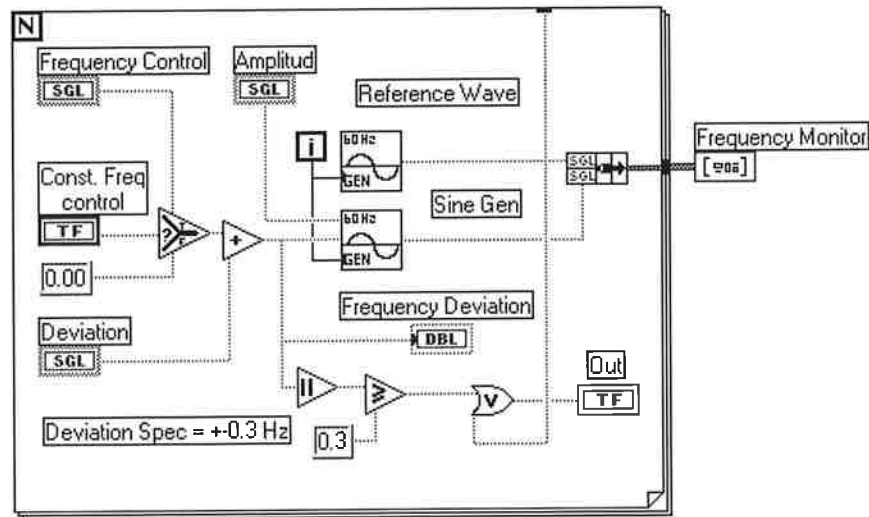 N
Frequency Control
SGL
Amplitud
SGL
Reference Wave
i
60 Hz
GEN
SGL
SGL
Frequency Monitor
Const. Freq
control
TF
?
T
F
+
60 Hz
GEN
Sine Gen
0.00
Frequency Deviation
DBL
Deviation
SGL
Out
TF
||
≥
V
Deviation Spec = +-0.3 Hz
0.3